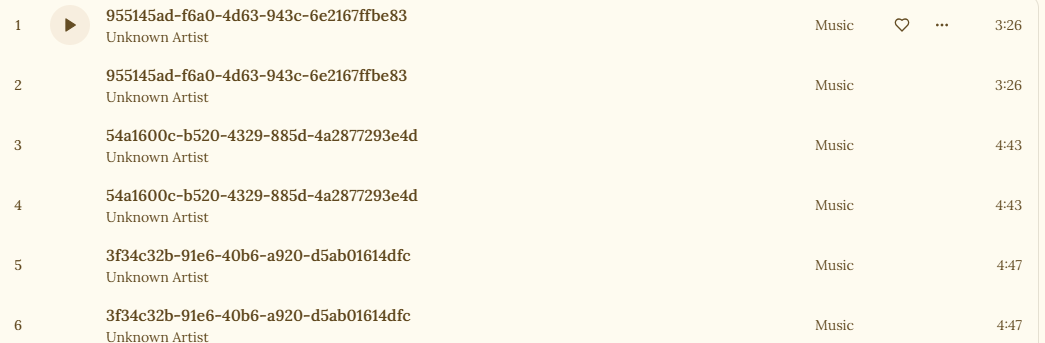 1 955145ad-f6a0-4d63-943c-6e2167ffbe83 Music 3:26
Unknown Artist
2 955145ad-f6a0-4d63-943c-6e2167ffbe83 Music 3:26
Unknown Artist
3 54a1600c-b520-4329-885d-4a2877293e4d Music 4:43
Unknown Artist
4 54a1600c-b520-4329-885d-4a2877293e4d Music 4:43
Unknown Artist
5 3f34c32b-91e6-40b6-a920-d5ab01614dfc Music 4:47
Unknown Artist
6 3f34c32b-91e6-40b6-a920-d5ab01614dfc Music 4:47
Unknown Artist